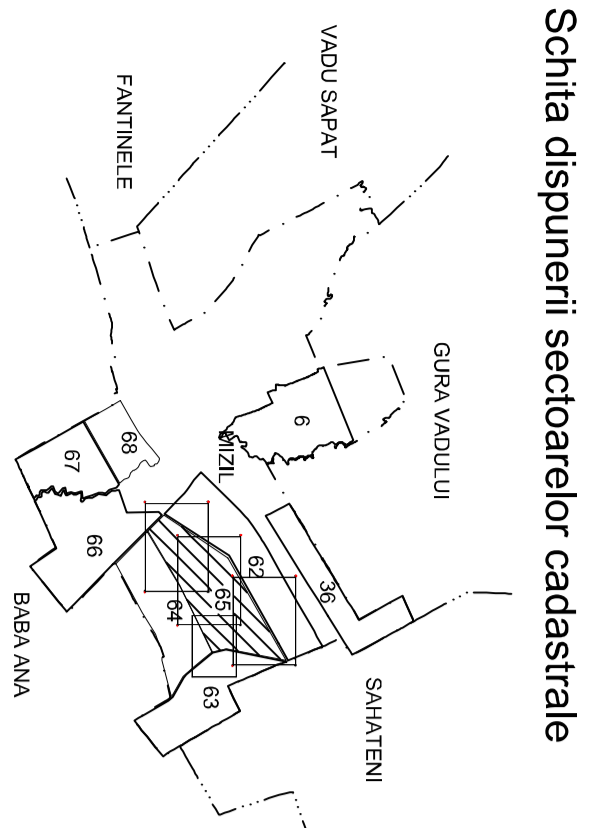 Schita dispunerii sectoarelor cadastrale
VADU SAPAT
FANTINELE
GURA VADULUI
6
MIZIL
68
67
66
36
62
65
64
63
BABA ANA
SAHATENI